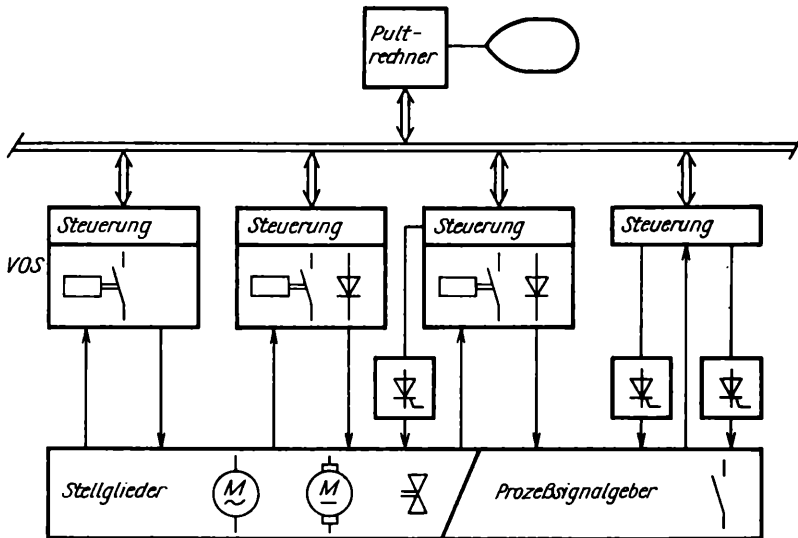 Pult-
rechner
Steuerung
Steuerung
Steuerung
Steuerung
VOS
Stellglieder
M
~
M
Prozeßsignalgeber